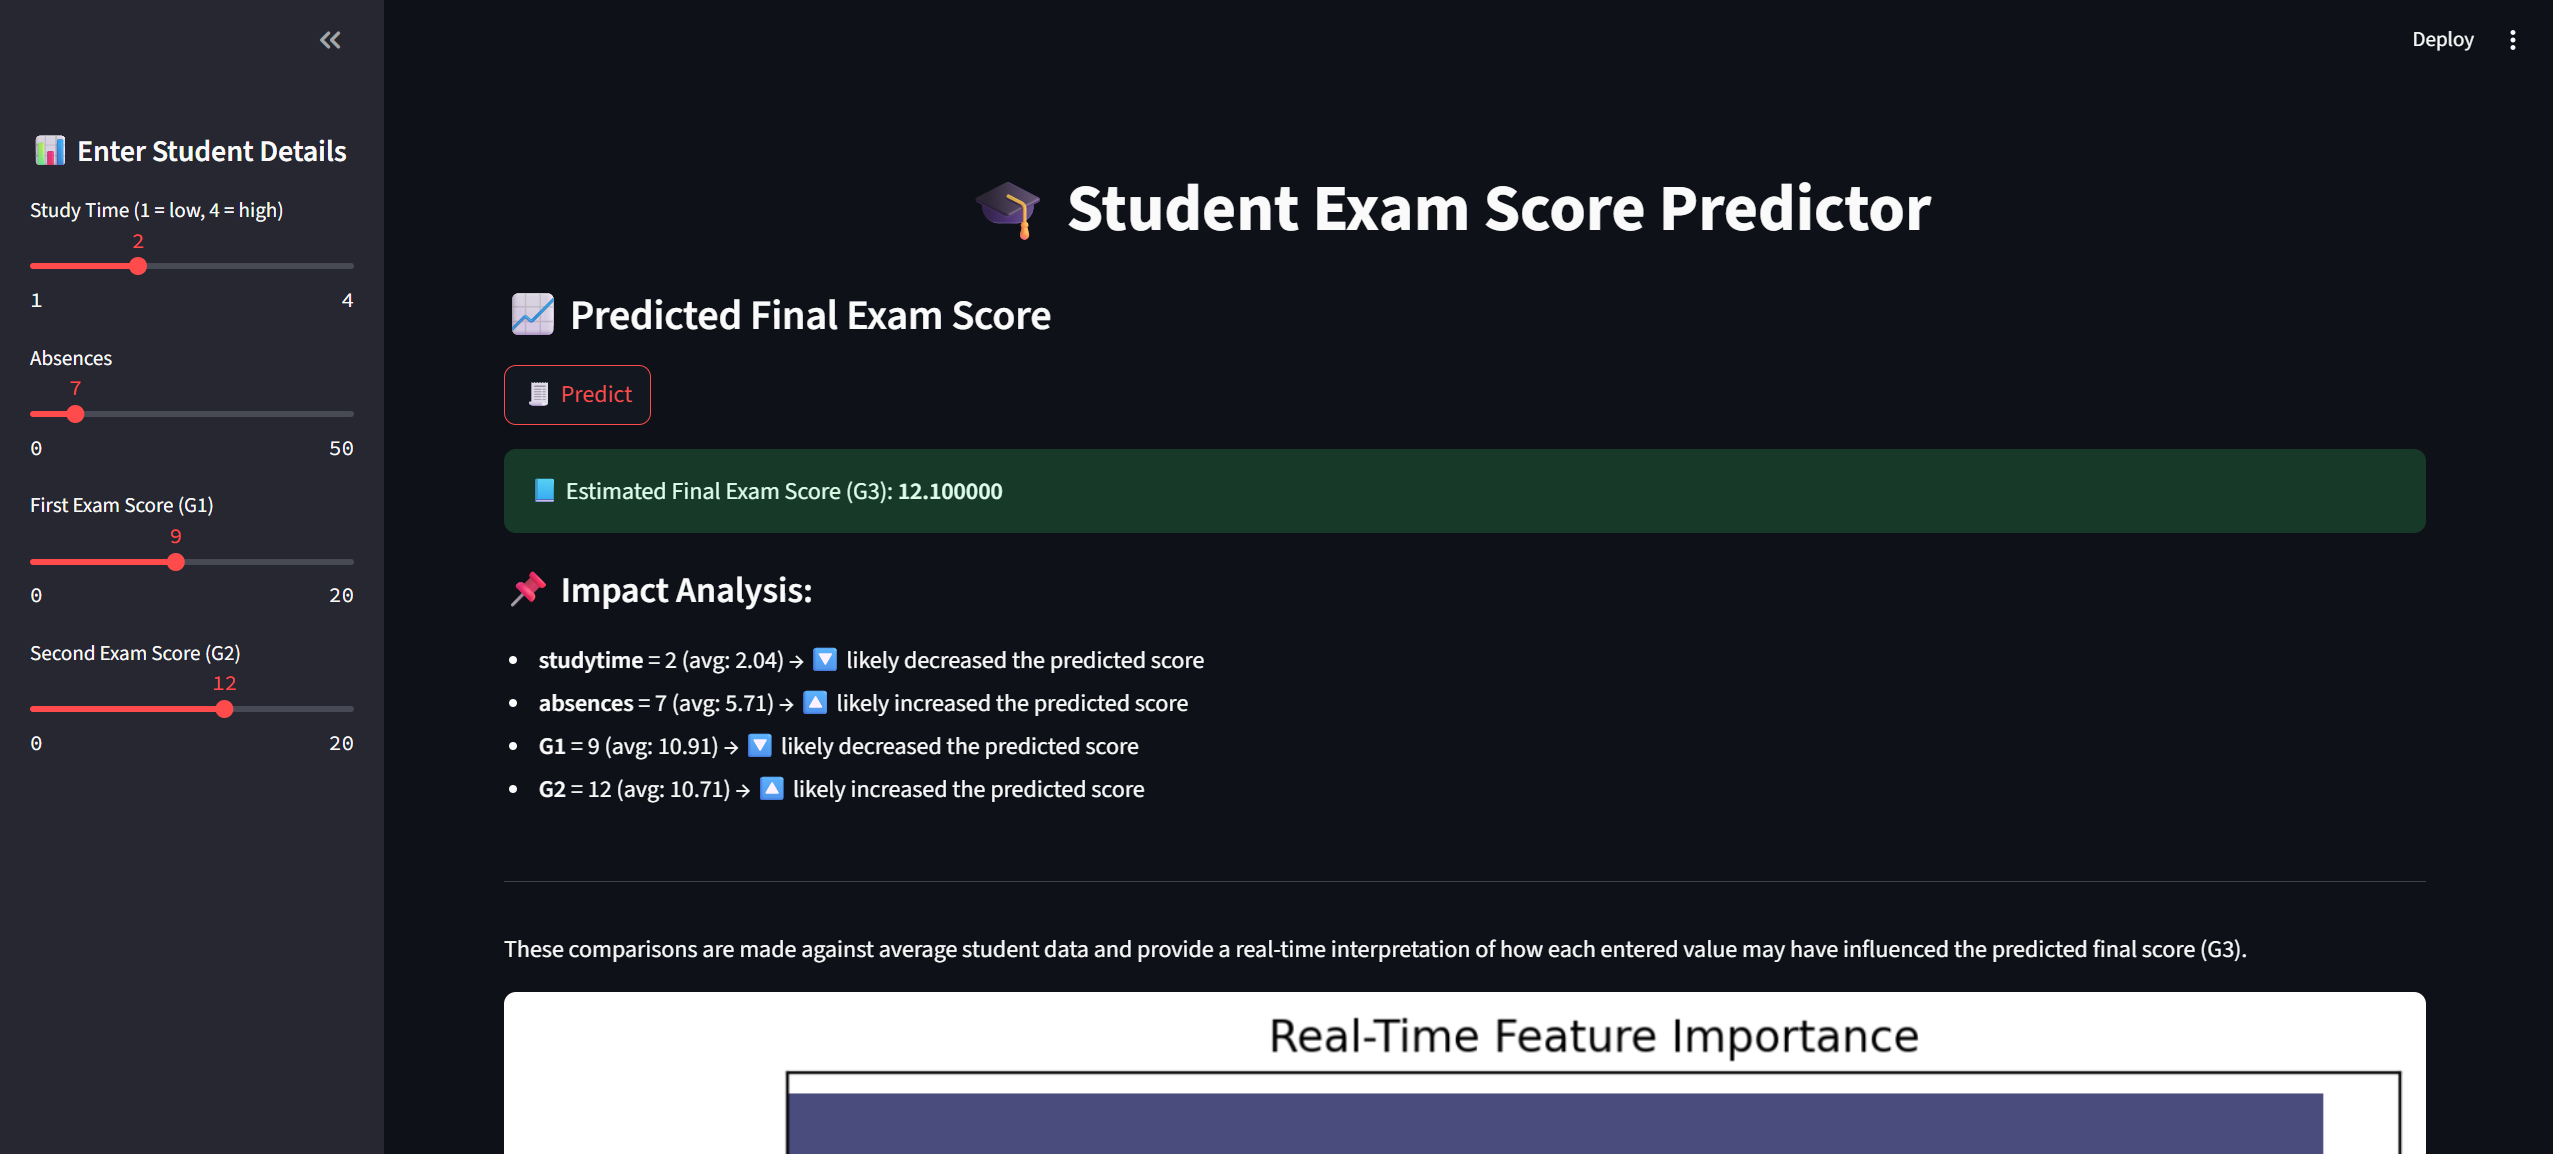 Deploy
Enter Student Details
Study Time (1 = low, 4 = high)
2
1 4
Absences
7
0 50
First Exam Score (G1)
9
0 20
Second Exam Score (G2)
12
0 20
Student Exam Score Predictor
Predicted Final Exam Score
Predict
Estimated Final Exam Score (G3): 12.100000
Impact Analysis:
• studytime = 2 (avg: 2.04) → 🔽 likely decreased the predicted score
• absences = 7 (avg: 5.71) → 🔼 likely increased the predicted score
• G1 = 9 (avg: 10.91) → 🔽 likely decreased the predicted score
• G2 = 12 (avg: 10.71) → 🔼 likely increased the predicted score
These comparisons are made against average student data and provide a real-time interpretation of how each entered value may have influenced the predicted final score (G3).
Real-Time Feature Importance